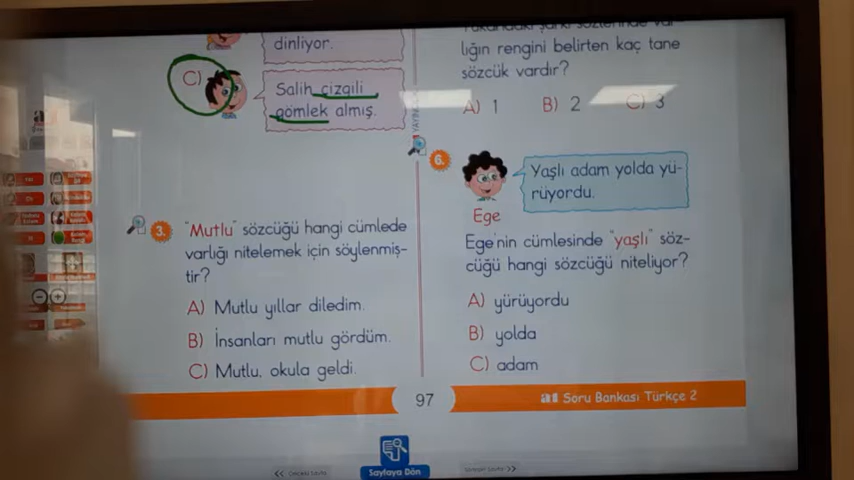 dinliyor.
C)
Salih çizgili
gömlek almış.
3.
"Mutlu" sözcüğü hangi cümlede
varlığı nitelemek için söylenmiş-
tir?
A) Mutlu yıllar diledim.
B) İnsanları mutlu gördüm.
C) Mutlu, okula geldi.
lığın rengini belirten kaç tane
sözcük vardır?
A) 1 B) 2 C) 3
6.
Yaşlı adam yolda yü-
rüyordu.
Ege
Ege'nin cümlesinde "yaşlı" söz-
cüğü hangi sözcüğü niteliyor?
A) yürüyordu
B) yolda
C) adam
97
Soru Bankası Türkçe 2
Sayfaya Dön